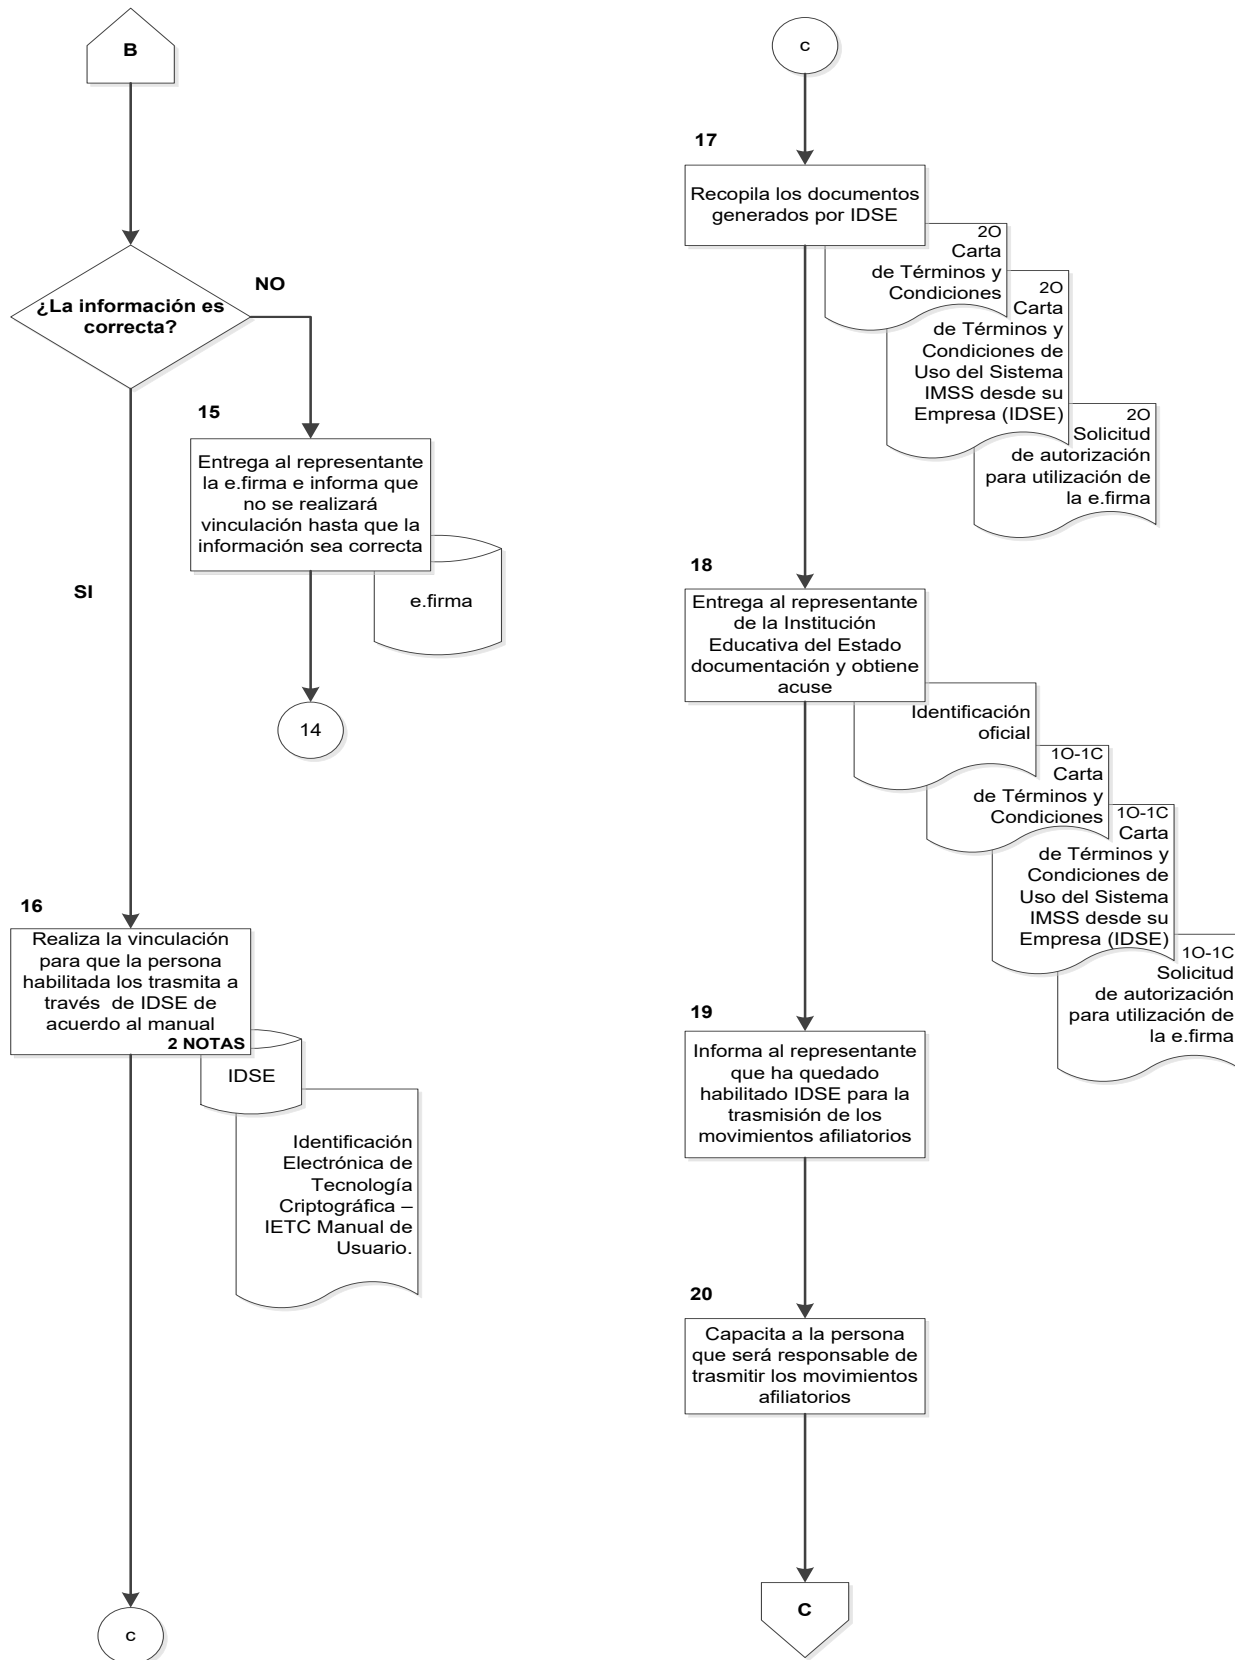 B
¿La información es
correcta?
NO
SI
15
Entrega al representante
la e.firma e informa que
no se realizará
vinculación hasta que la
información sea correcta
e.firma
14
16
Realiza la vinculación
para que la persona
habilitada los trasmita a
través de IDSE de
acuerdo al manual
2 NOTAS
IDSE
Identificación
Electrónica de
Tecnología
Criptográfica –
IETC Manual de
Usuario.
C
C
17
Recopila los documentos
generados por IDSE
2O
Carta
de Términos y
Condiciones
2O
Carta
de Términos y
Condiciones de
Uso del Sistema
IMSS desde su
Empresa (IDSE)
2O
Solicitud
de autorización
para utilización de
la e.firma
18
Entrega al representante
de la Institución
Educativa del Estado
documentación y obtiene
acuse
Identificación
oficial
1O-1C
Carta
de Términos y
Condiciones
1O-1C
Carta
de Términos y
Condiciones de
Uso del Sistema
IMSS desde su
Empresa (IDSE)
1O-1C
Solicitud
de autorización
para utilización de
la e.firma
19
Informa al representante
que ha quedado
habilitado IDSE para la
trasmisión de los
movimientos afiliatorios
20
Capacita a la persona
que será responsable de
trasmitir los movimientos
afiliatorios
C